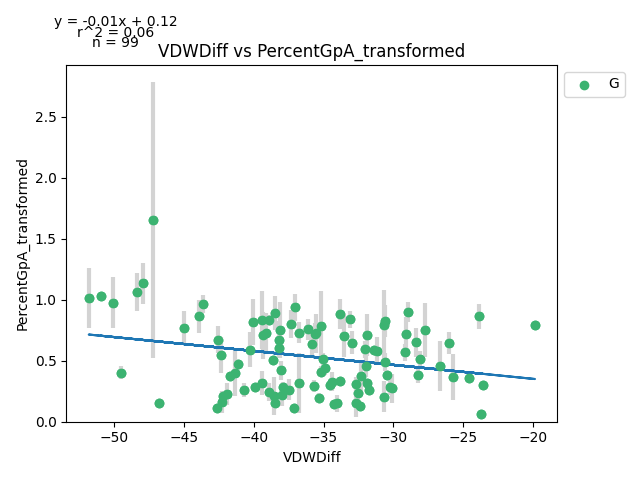 y = -0.01x + 0.12
r^2 = 0.06
n = 99
VDWDiff vs PercentGpA_transformed
G
PercentGpA_transformed
2.5
2.0
1.5
1.0
0.5
0.0
−50
−45
−40
−35
−30
−25
−20
VDWDiff